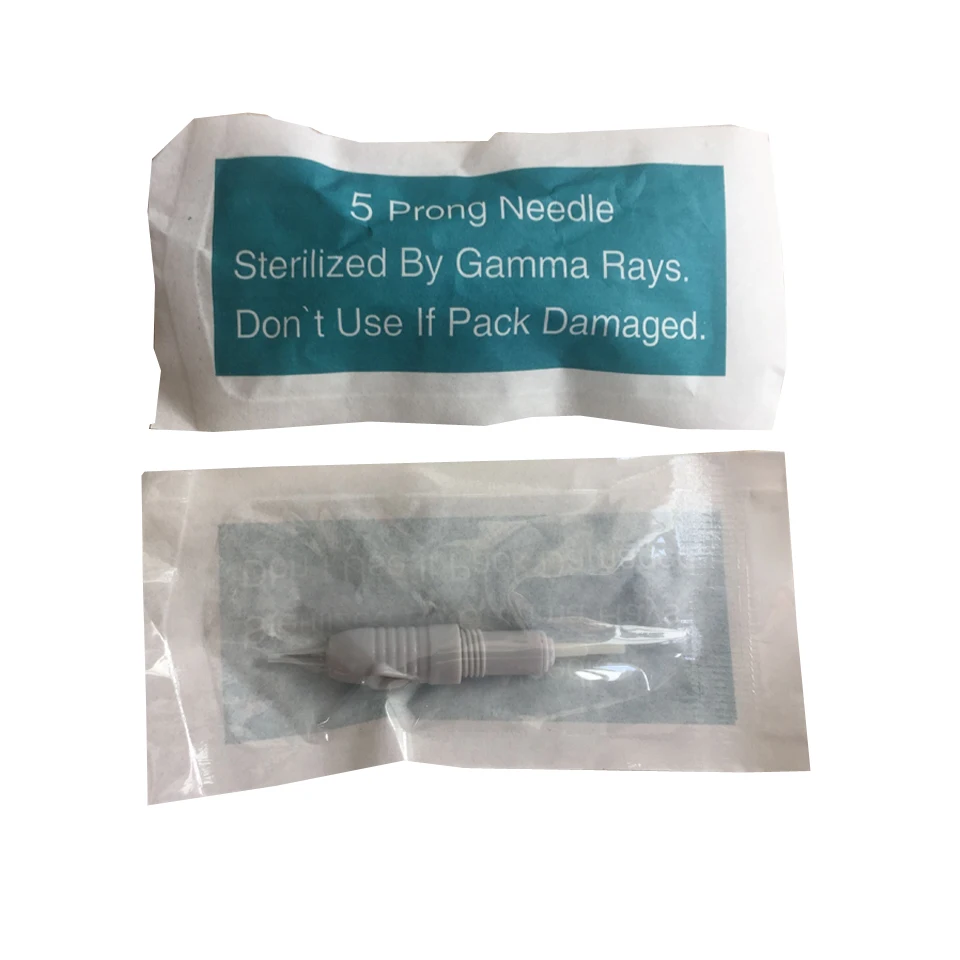 5 Prong Needle
Sterilized By Gamma Rays.
Don`t Use If Pack Damaged.